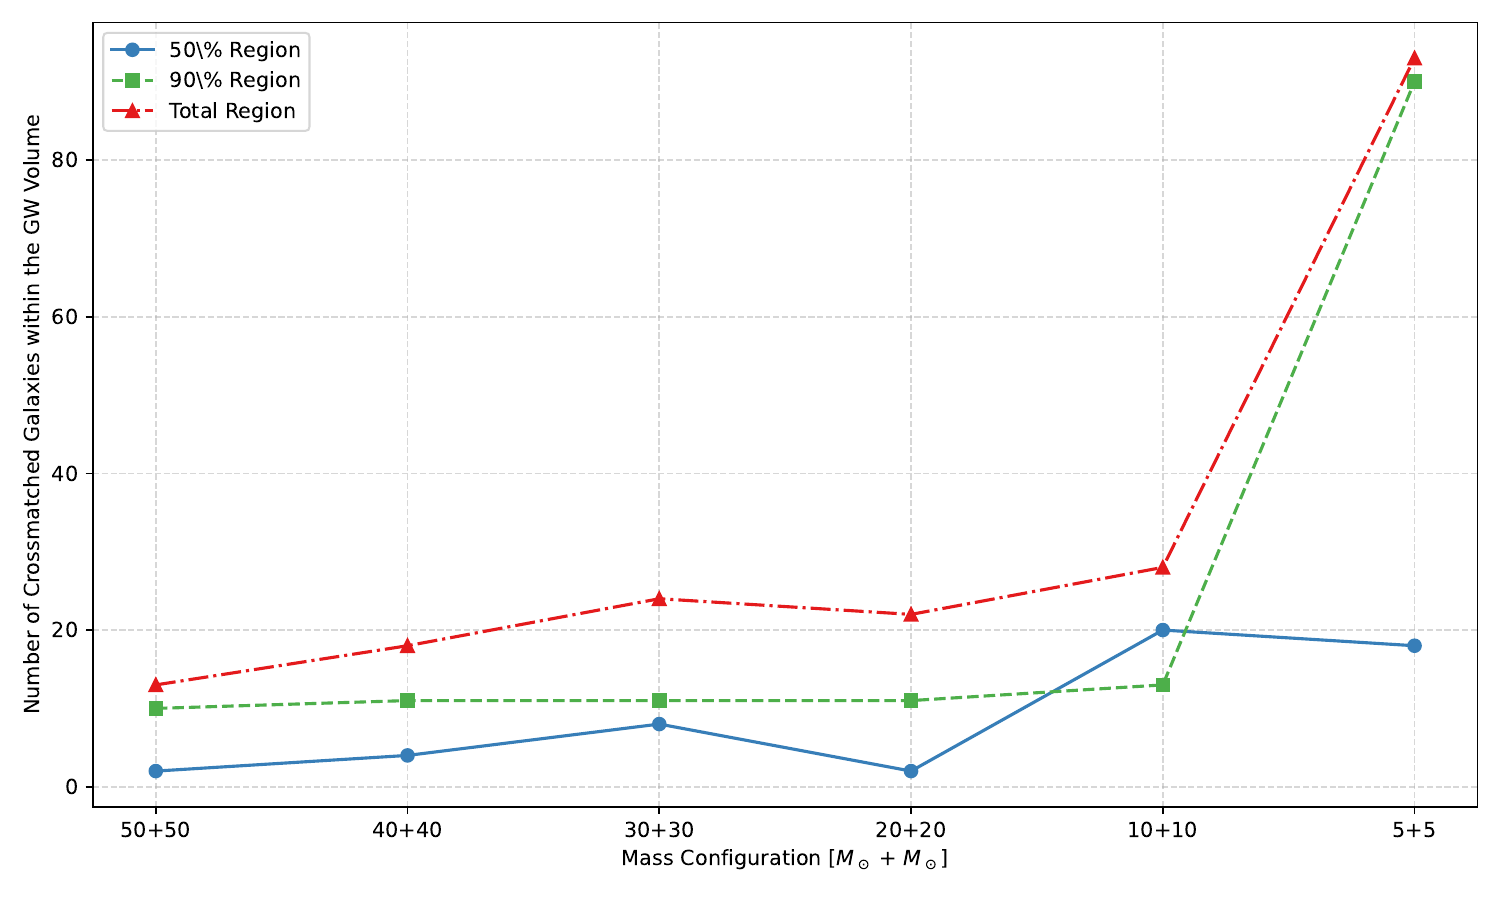 50\% Region
90\% Region
Total Region
Number of Crossmatched Galaxies within the GW Volume
80
60
40
20
0
50+50 40+40 30+30 20+20 10+10 5+5
Mass Configuration [M⊙ + M⊙]